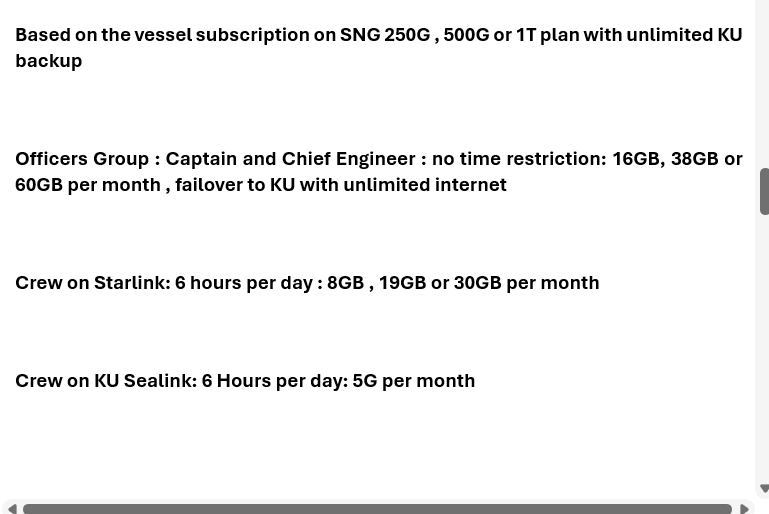 Based on the vessel subscription on SNG 250G , 500G or 1T plan with unlimited KU
backup
Officers Group : Captain and Chief Engineer : no time restriction: 16GB, 38GB or
60GB per month , failover to KU with unlimited internet
Crew on Starlink: 6 hours per day : 8GB , 19GB or 30GB per month
Crew on KU Sealink: 6 Hours per day: 5G per month